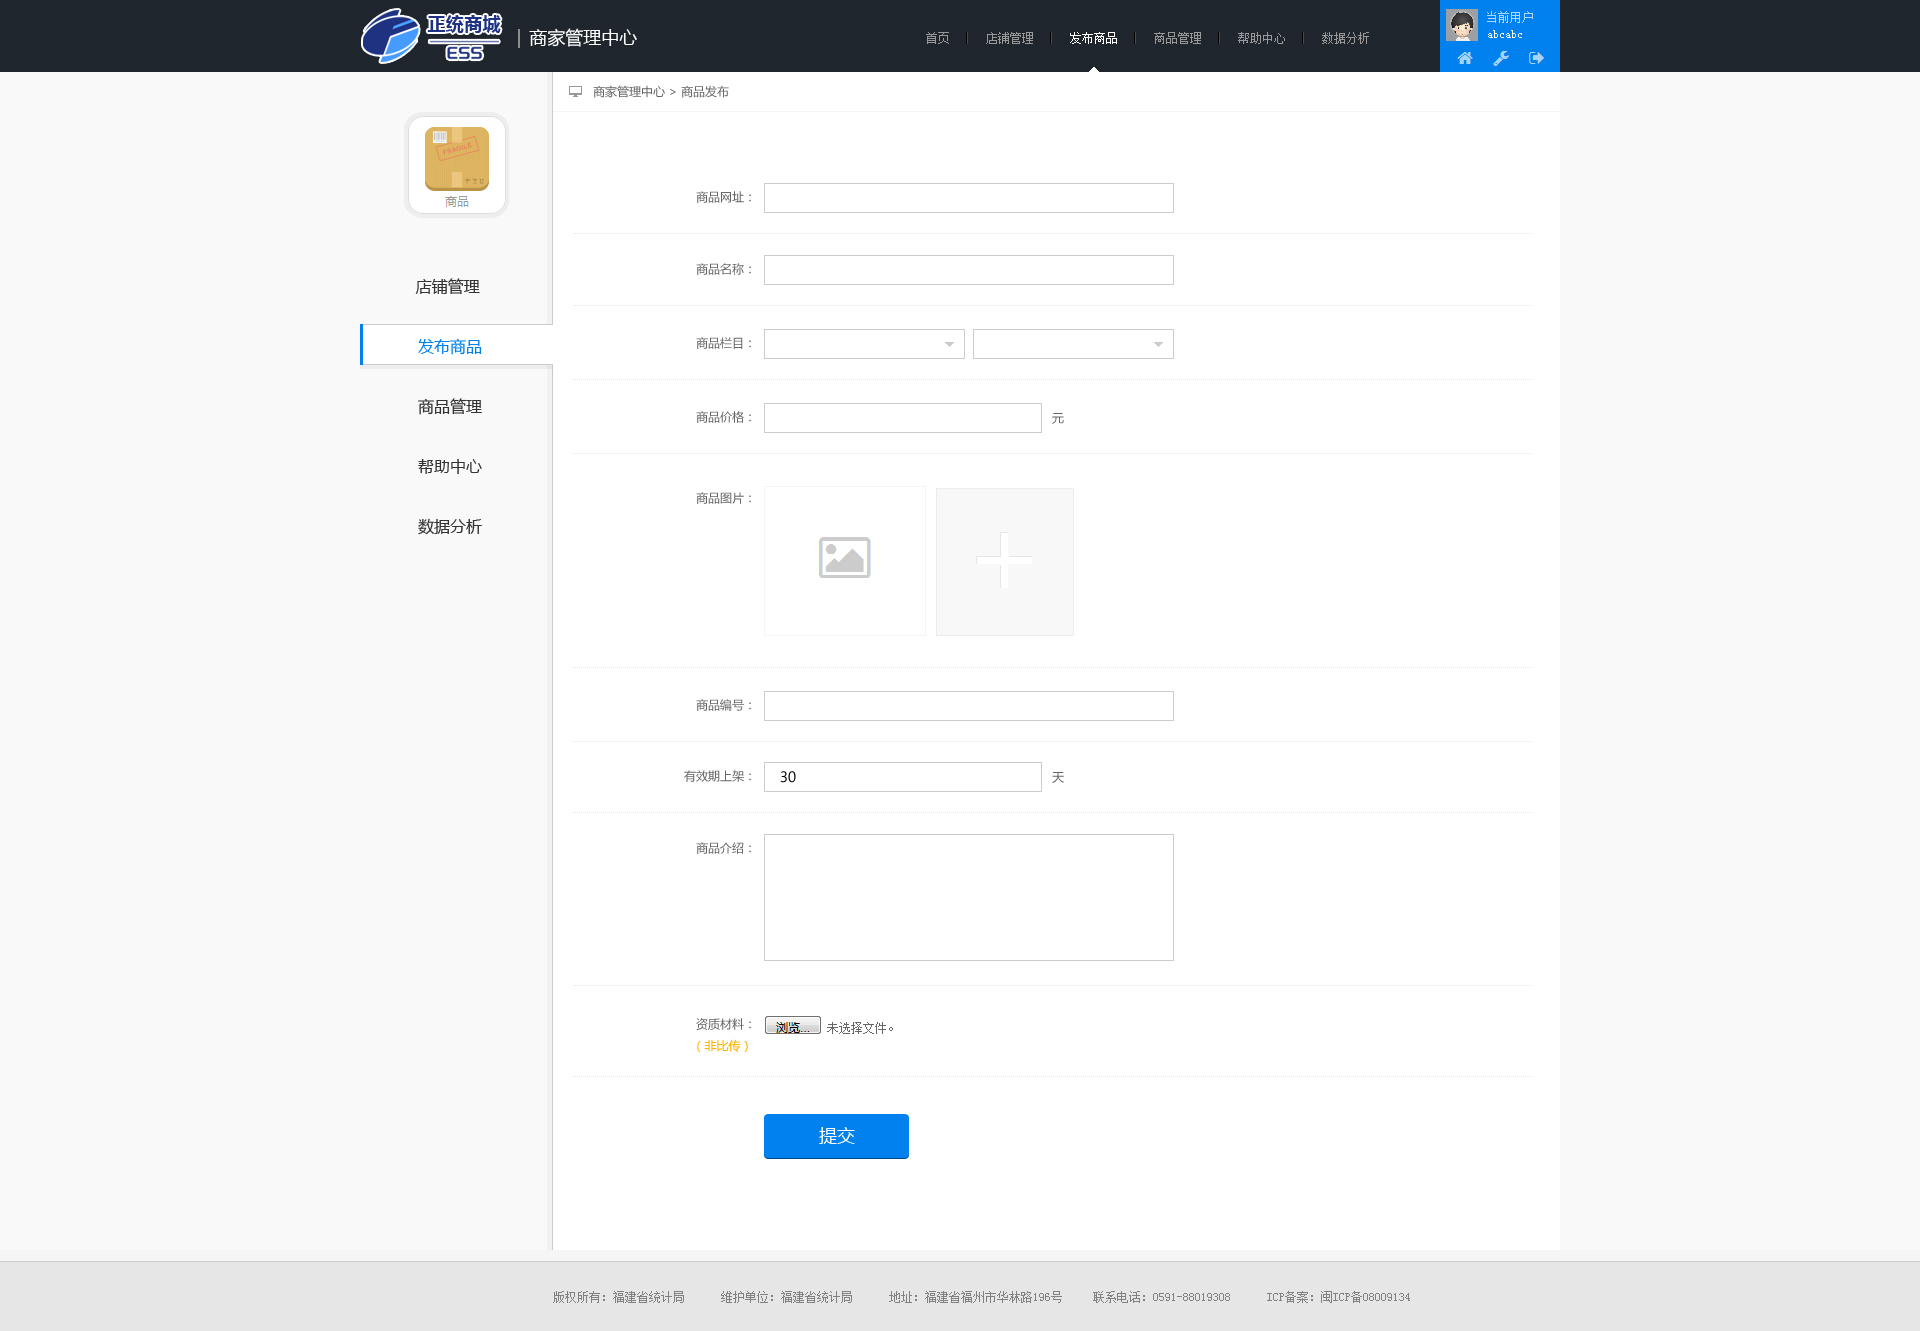 正统商城
ESS
商家管理中心
首页
店铺管理
发布商品
商品管理
帮助中心
数据分析
当前用户
abcabc
商家管理中心 > 商品发布
FRAGILE
商品
店铺管理
发布商品
商品管理
帮助中心
数据分析
商品网址：
商品名称：
商品栏目：
商品价格：
元
商品图片：
商品编号：
有效期上架：
30
天
商品介绍：
资质材料：
浏览...
未选择文件。
（非比传）
提交
版权所有：福建省统计局
维护单位：福建省统计局
地址：福建省福州市华林路196号
联系电话：0591-88019308
ICP备案：闽ICP备08009134